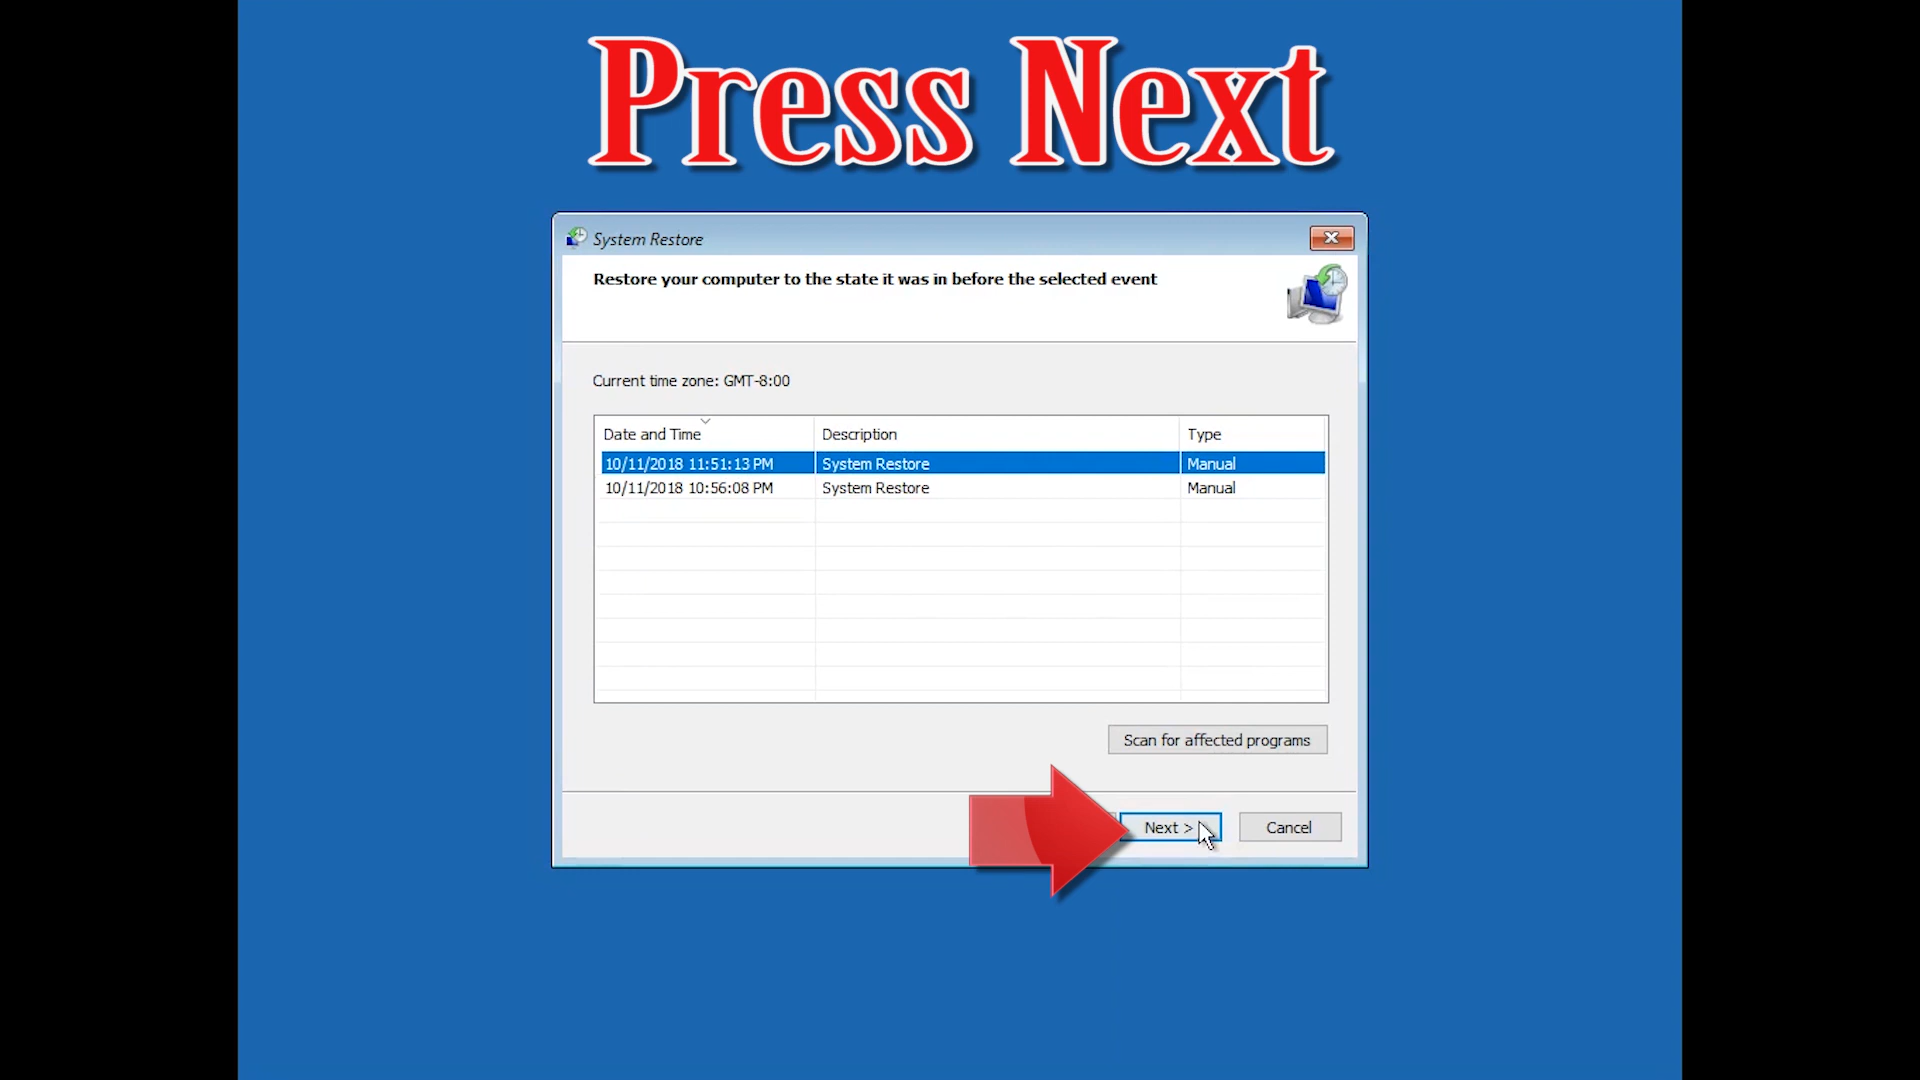 Press Next
System Restore
Restore your computer to the state it was in before the selected event
Current time zone: GMT-8:00
Date and Time Description Type
10/11/2018 11:51:13 PM System Restore Manual
10/11/2018 10:56:08 PM System Restore Manual
Scan for affected programs
Next > Cancel